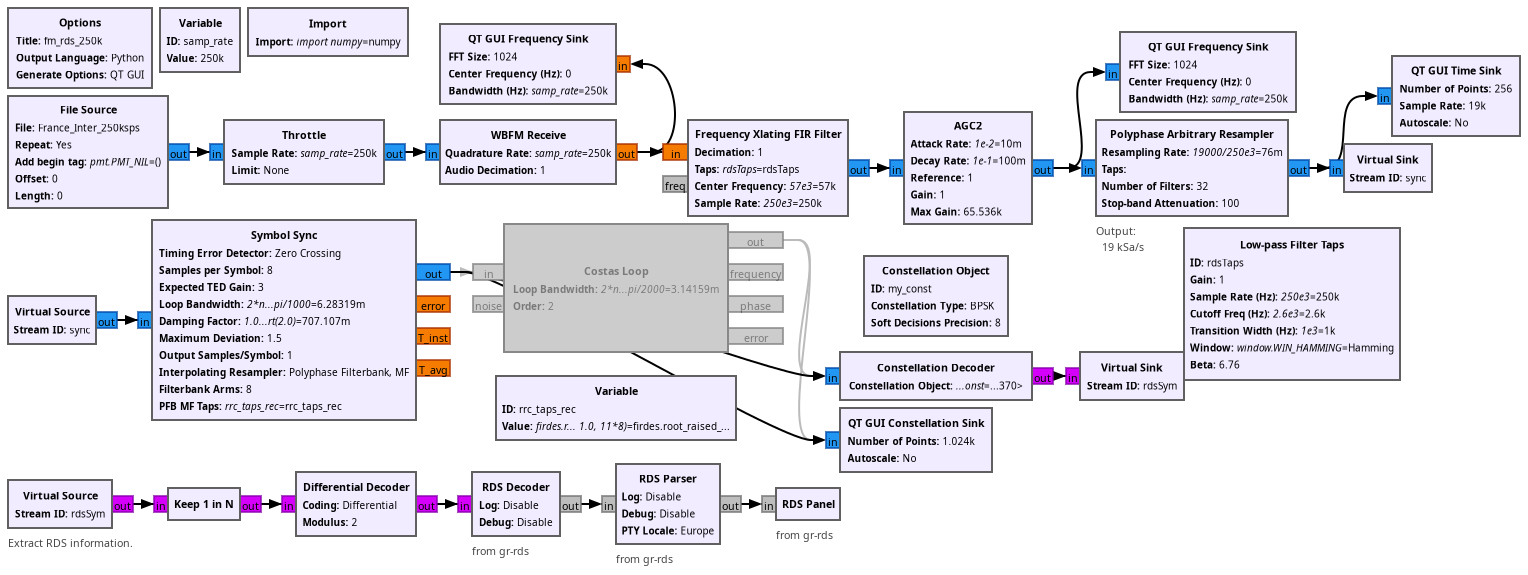 Options
Title: fm_rds_250k
Output Language: Python
Generate Options: QT GUI
Variable
ID: samp_rate
Value: 250k
Import
Import: import numpy=numpy
QT GUI Frequency Sink
FFT Size: 1024
Center Frequency (Hz): 0
Bandwidth (Hz): samp_rate=250k
in
QT GUI Frequency Sink
FFT Size: 1024
Center Frequency (Hz): 0
Bandwidth (Hz): samp_rate=250k
in
QT GUI Time Sink
Number of Points: 256
Sample Rate: 19k
Autoscale: No
in
File Source
File: France_Inter_250ksps
Repeat: Yes
Add begin tag: pmt.PMT_NIL=()
Offset: 0
Length: 0
out
in
Throttle
Sample Rate: samp_rate=250k
Limit: None
out
in
WBFM Receive
Quadrature Rate: samp_rate=250k
Audio Decimation: 1
out
in
freq
Frequency Xlating FIR Filter
Decimation: 1
Taps: rdsTaps=rdsTaps
Center Frequency: 57e3=57k
Sample Rate: 250e3=250k
out
in
AGC2
Attack Rate: 1e-2=10m
Decay Rate: 1e-1=100m
Reference: 1
Gain: 1
Max Gain: 65.536k
out
in
Polyphase Arbitrary Resampler
Resampling Rate: 19000/250e3=76m
Taps:
Number of Filters: 32
Stop-band Attenuation: 100
out
Output:
19 kSa/s
in
Virtual Sink
Stream ID: sync
Virtual Source
Stream ID: sync
out
in
Symbol Sync
Timing Error Detector: Zero Crossing
Samples per Symbol: 8
Expected TED Gain: 3
Loop Bandwidth: 2*n...pi/1000=6.28319m
Damping Factor: 1.0...rt(2.0)=707.107m
Maximum Deviation: 1.5
Output Samples/Symbol: 1
Interpolating Resampler: Polyphase Filterbank, MF
Filterbank Arms: 8
PFB MF Taps: rrc_taps_rec=rrc_taps_rec
out
error
T_inst
T_avg
in
noise
Costas Loop
Loop Bandwidth: 2*n...pi/2000=3.14159m
Order: 2
out
frequency
phase
error
Variable
ID: rrc_taps_rec
Value: firdes.r... 1.0, 11*8)=firdes.root_raised_...
Constellation Object
ID: my_const
Constellation Type: BPSK
Soft Decisions Precision: 8
Low-pass Filter Taps
ID: rdsTaps
Gain: 1
Sample Rate (Hz): 250e3=250k
Cutoff Freq (Hz): 2.6e3=2.6k
Transition Width (Hz): 1e3=1k
Window: window.WIN_HAMMING=Hamming
Beta: 6.76
in
Constellation Decoder
Constellation Object: ...onst=...370>
out
in
Virtual Sink
Stream ID: rdsSym
in
QT GUI Constellation Sink
Number of Points: 1.024k
Autoscale: No
Virtual Source
Stream ID: rdsSym
out
Extract RDS information.
in
Keep 1 in N
out
in
Differential Decoder
Coding: Differential
Modulus: 2
out
in
RDS Decoder
Log: Disable
Debug: Disable
out
from gr-rds
in
RDS Parser
Log: Disable
Debug: Disable
PTY Locale: Europe
out
from gr-rds
in
RDS Panel
from gr-rds